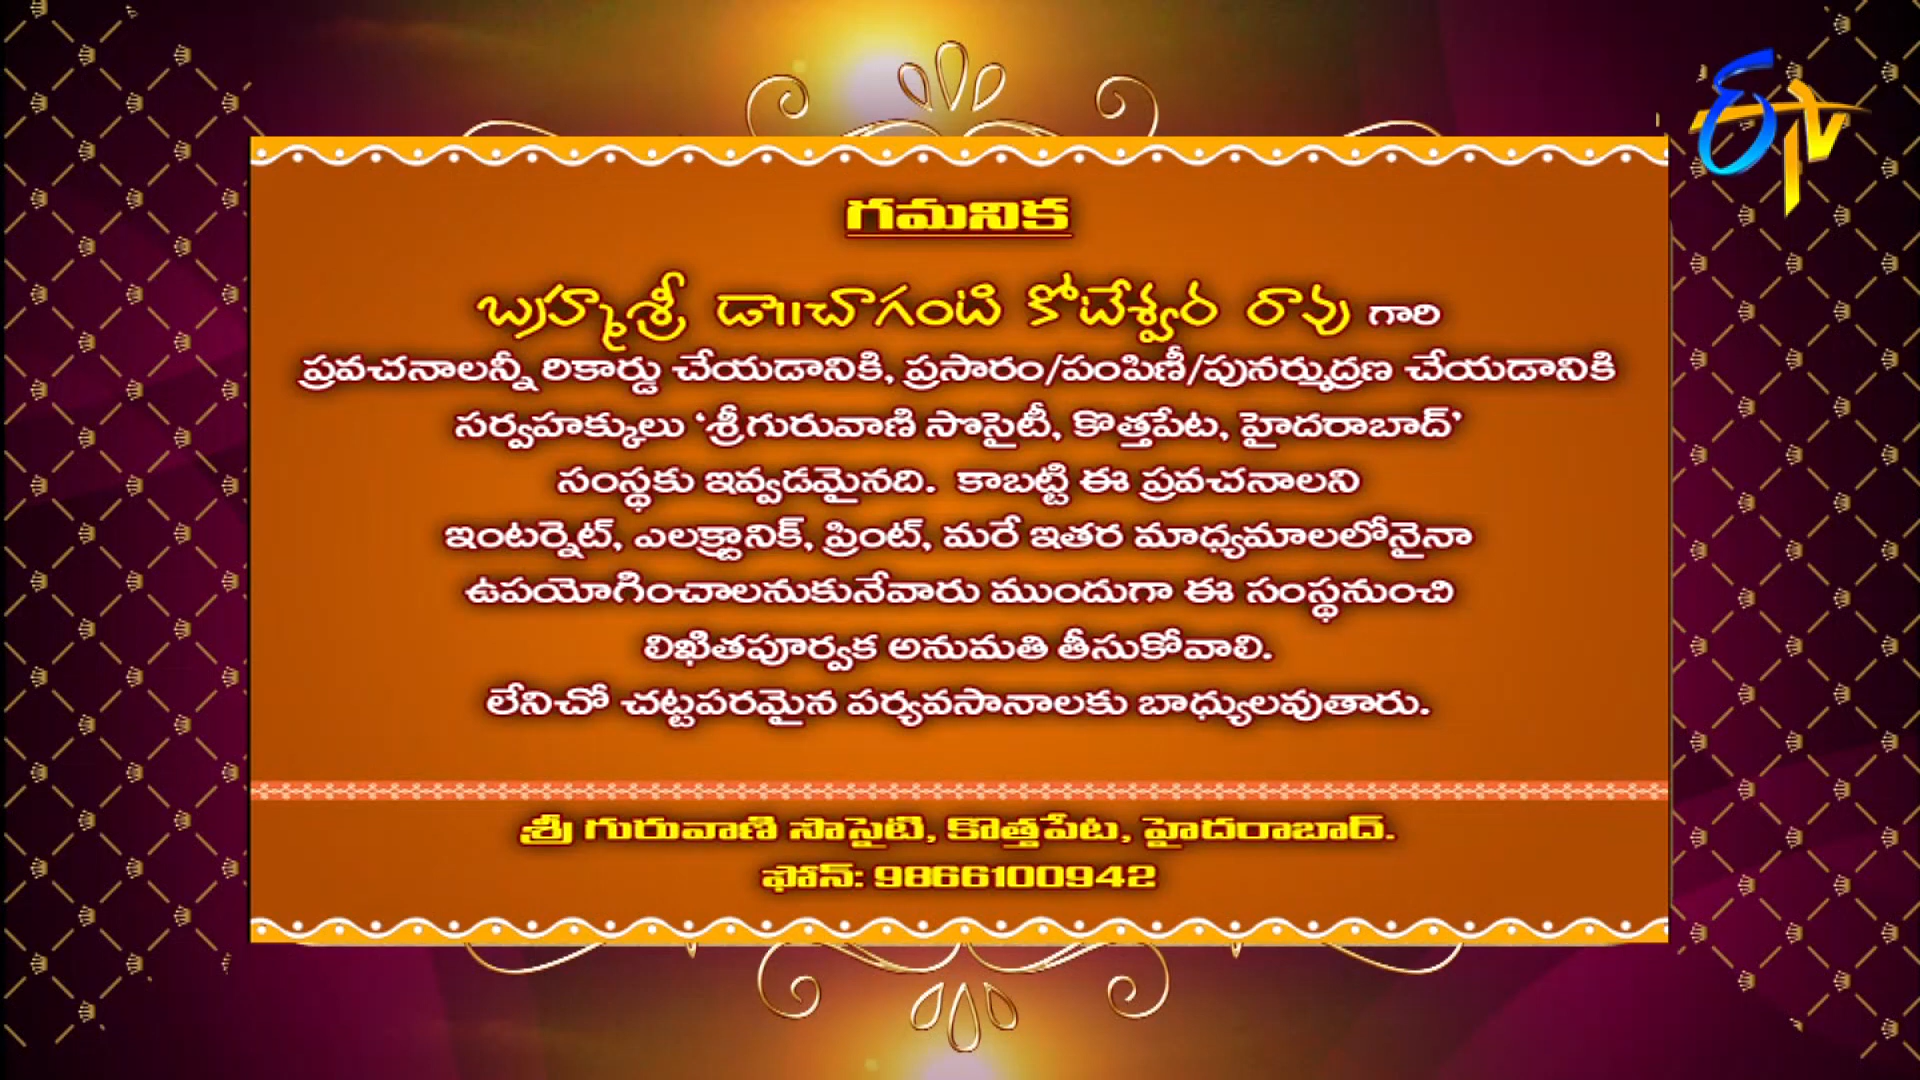 ఈTV
గమనిక
బ్రహ్మశ్రీ డా॥చాగంటి కోటేశ్వర రావు గారి
ప్రవచనాలన్నీ రికార్డు చేయడానికి, ప్రసారం/పంపిణీ/పునర్ముద్రణ చేయడానికి
సర్వహక్కులు ‘శ్రీగురువాణి సొసైటీ, కొత్తపేట, హైదరాబాద్’
సంస్థకు ఇవ్వడమైనది. కాబట్టి ఈ ప్రవచనాలని
ఇంటర్నెట్, ఎలక్ట్రానిక్, ప్రింట్, మరే ఇతర మాధ్యమాలలోనైనా
ఉపయోగించాలనుకునేవారు ముందుగా ఈ సంస్థనుంచి
లిఖితపూర్వక అనుమతి తీసుకోవాలి.
లేనిచో చట్టపరమైన పర్యవసానాలకు బాధ్యులవుతారు.
శ్రీ గురువాణి సొసైటి, కొత్తపేట, హైదరాబాద్.
ఫోన్: 9866100942